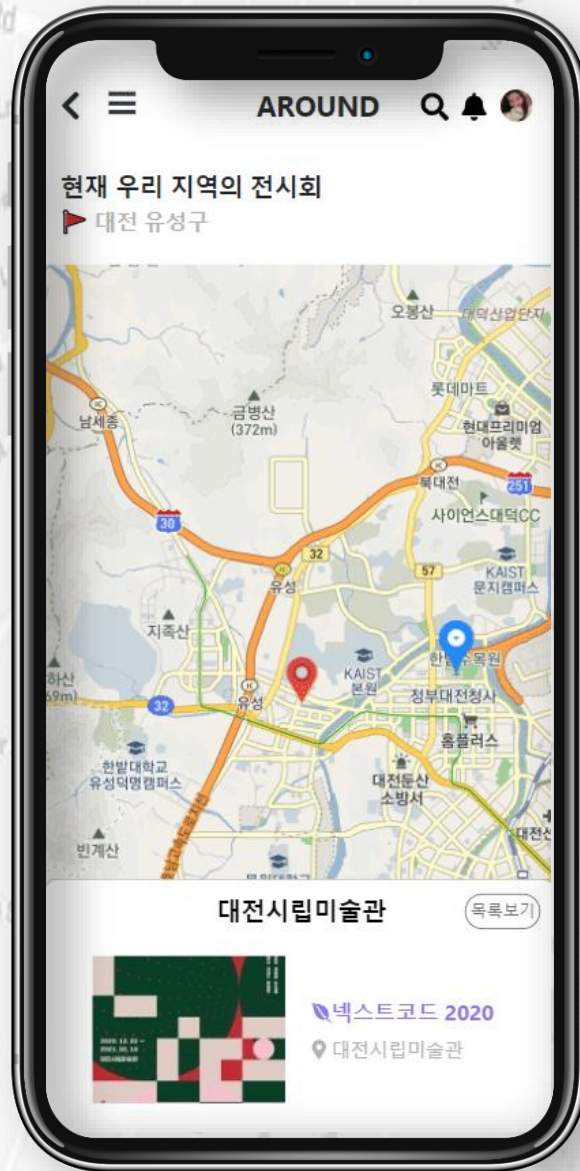 AROUND
현재 우리 지역의 전시회
대전 유성구
오봉산
대덕산업단지
롯데마트
남세종
금병산
(372m)
현대프리미엄
아울렛
북대전
251
30
사이언스대덕CC
32
57
KAIST
문지캠퍼스
유성
지족산
KAIST
본원
정부대전청사
32
유성
홈플러스
한밭대학교
유성덕명캠퍼스
대전둔산
소방서
빈계산
대전시립미술관
목록보기
넥스트코드 2020
대전시립미술관